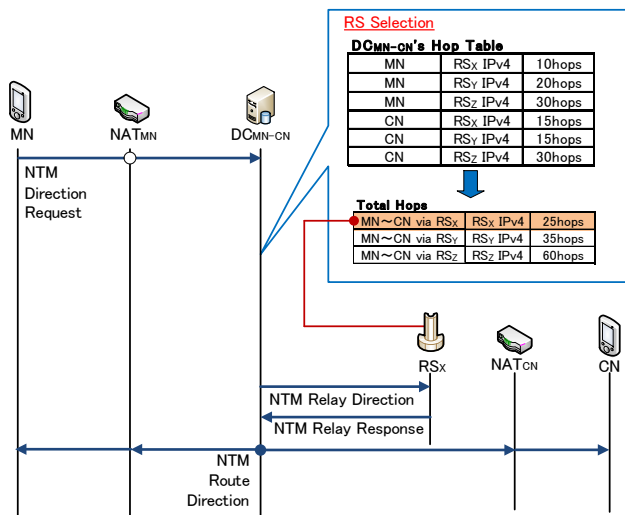 RS Selection
DCMN-CN's Hop Table
MN RSX IPv4 10hops
MN RSY IPv4 20hops
MN RSZ IPv4 30hops
CN RSX IPv4 15hops
CN RSY IPv4 15hops
CN RSZ IPv4 30hops
Total Hops
MN~CN via RSX RSX IPv4 25hops
MN~CN via RSY RSY IPv4 35hops
MN~CN via RSZ RSZ IPv4 60hops
MN NATMN DCMN-CN
NTM
Direction
Request
RSX NATCN CN
NTM Relay Direction
NTM Relay Response
NTM
Route
Direction